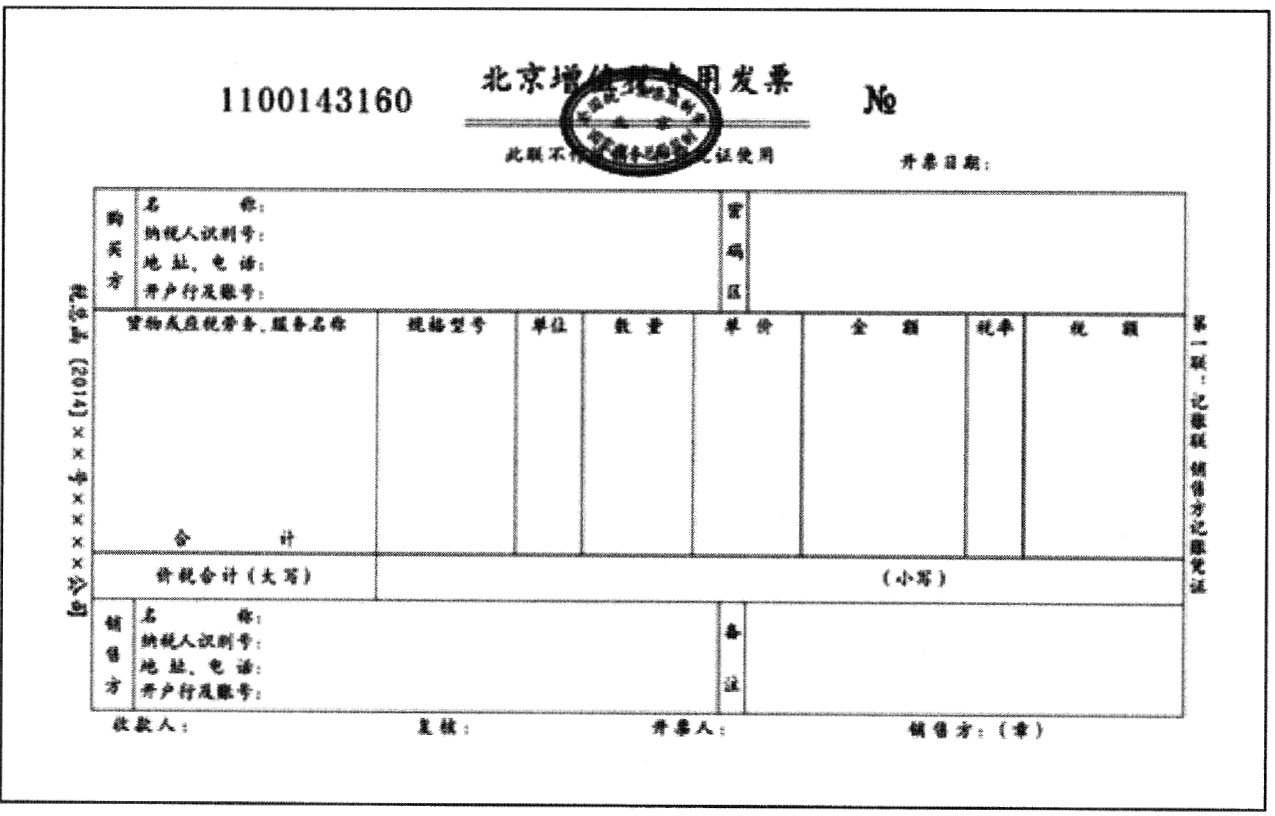 北京增值税专用发票
1100143160
№
此联不作报销、扣税凭证使用
开票日期:
购买方
名 称:
纳税人识别号:
地 址、电 话:
开户行及账号:
密码区
货物或应税劳务、服务名称 规格型号 单位 数 量 单 价 金 额 税率 税 额
合 计
价税合计(大写) (小写)
销售方
名 称:
纳税人识别号:
地 址、电 话:
开户行及账号:
备注
收款人: 复核: 开票人: 销售方:(章)
税总函 (2014) ××号××××公司
第一联:记账联 销售方记账凭证